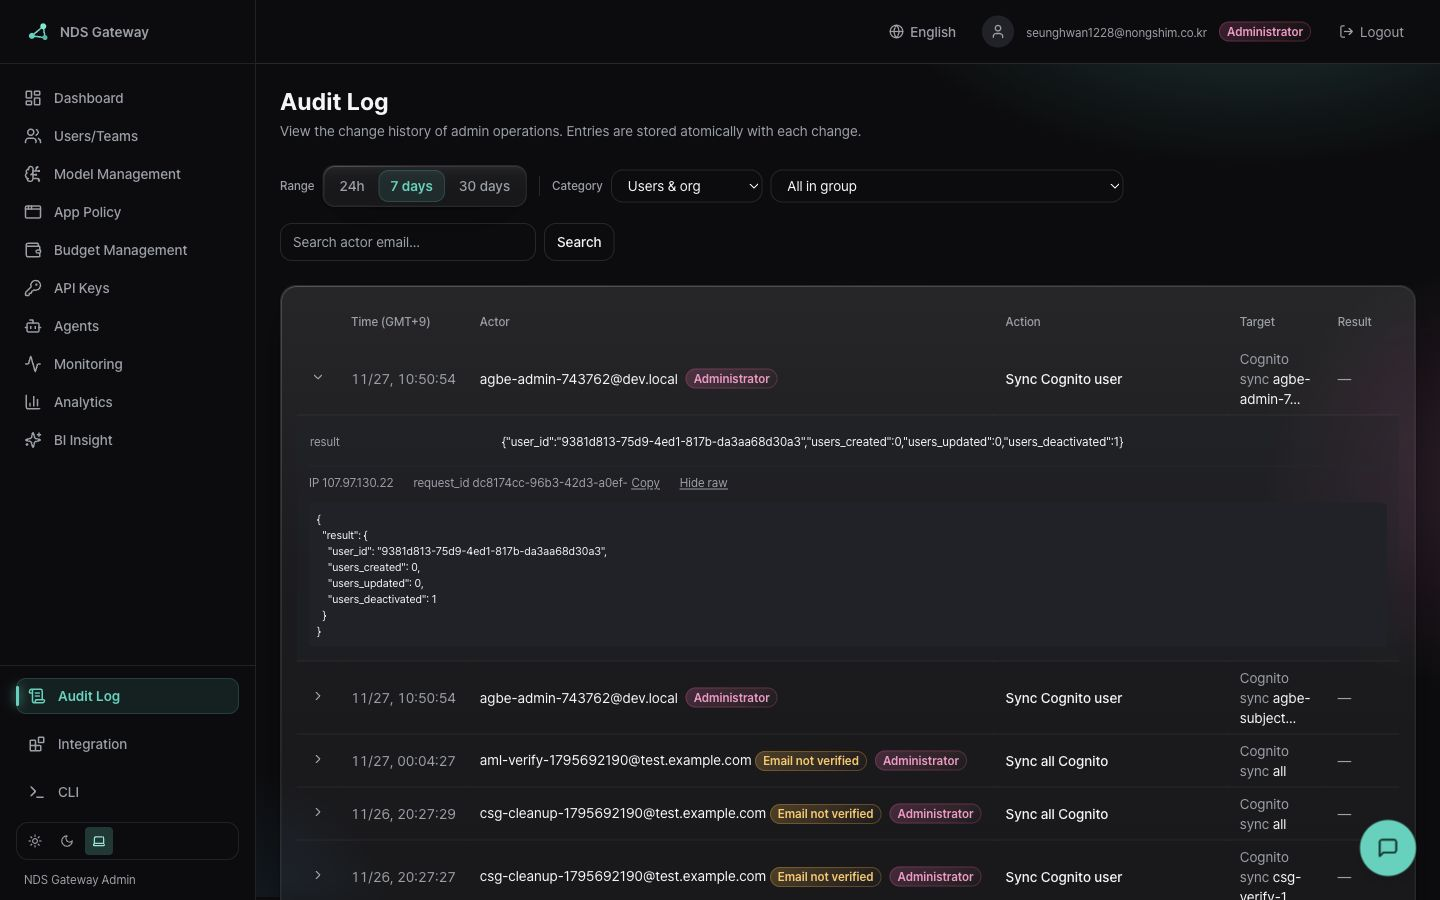 NDS Gateway
English
seunghwan1228@nongshim.co.kr
Administrator
Logout
Dashboard
Users/Teams
Model Management
App Policy
Budget Management
API Keys
Agents
Monitoring
Analytics
BI Insight
Audit Log
Integration
CLI
NDS Gateway Admin
Audit Log
View the change history of admin operations. Entries are stored atomically with each change.
Range 24h 7 days 30 days Category Users & org All in group
Search actor email... Search
Time (GMT+9) Actor Action Target Result
11/27, 10:50:54 agbe-admin-743762@dev.local Administrator Sync Cognito user Cognito
sync agbe-
admin-7... —
result {"user_id":"9381d813-75d9-4ed1-817b-da3aa68d30a3","users_created":0,"users_updated":0,"users_deactivated":1}
IP 107.97.130.22 request_id dc8174cc-96b3-42d3-a0ef- Copy Hide raw
{
"result": {
"user_id": "9381d813-75d9-4ed1-817b-da3aa68d30a3",
"users_created": 0,
"users_updated": 0,
"users_deactivated": 1
}
}
11/27, 10:50:54 agbe-admin-743762@dev.local Administrator Sync Cognito user Cognito
sync agbe-
subject... —
11/27, 00:04:27 aml-verify-1795692190@test.example.com Email not verified Administrator Sync all Cognito Cognito
sync all —
11/26, 20:27:29 csg-cleanup-1795692190@test.example.com Email not verified Administrator Sync all Cognito Cognito
sync all —
11/26, 20:27:27 csg-cleanup-1795692190@test.example.com Email not verified Administrator Sync Cognito user Cognito
sync csg-
verify-1 —